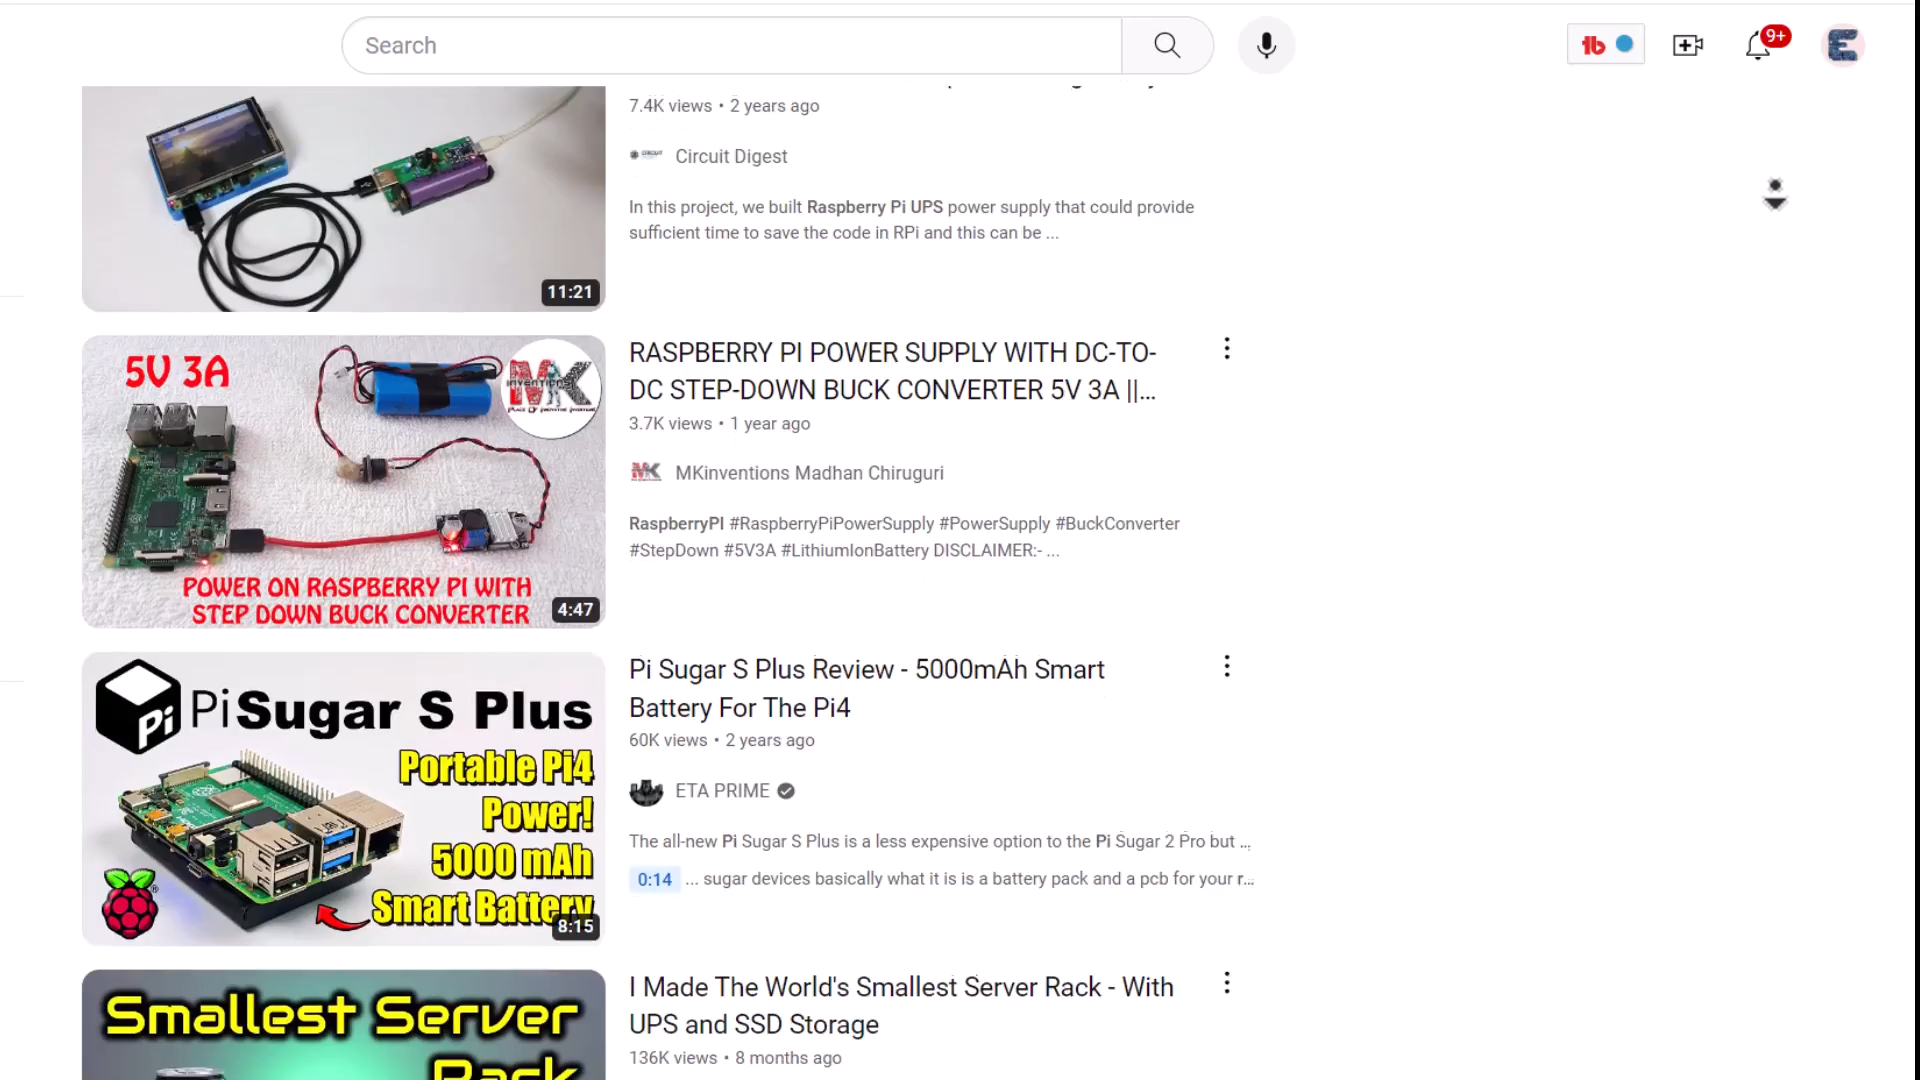 Search
9+
7.4K views • 2 years ago
Circuit Digest
In this project, we built Raspberry Pi UPS power supply that could provide
sufficient time to save the code in RPi and this can be ...
11:21
5V 3A
MK
INVENTIONS
POWER ON RASPBERRY PI WITH
STEP DOWN BUCK CONVERTER
4:47
RASPBERRY PI POWER SUPPLY WITH DC-TO-
DC STEP-DOWN BUCK CONVERTER 5V 3A ||...
3.7K views • 1 year ago
MKinventions Madhan Chiruguri
RaspberryPI #RaspberryPiPowerSupply #PowerSupply #BuckConverter
#StepDown #5V3A #LithiumIonBattery DISCLAIMER:- ...
Pi PiSugar S Plus
Portable Pi4
Power!
5000 mAh
Smart Battery
8:15
Pi Sugar S Plus Review - 5000mAh Smart
Battery For The Pi4
60K views • 2 years ago
ETA PRIME
The all-new Pi Sugar S Plus is a less expensive option to the Pi Sugar 2 Pro but ...
0:14 ... sugar devices basically what it is is a battery pack and a pcb for your r...
Smallest Server
Rack
I Made The World's Smallest Server Rack - With
UPS and SSD Storage
136K views • 8 months ago